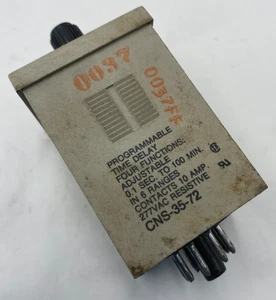 0037
0037FF
PROGRAMMABLE
TIME DELAY
FOUR FUNCTIONS:
ADJUSTABLE
0.1 SEC. TO 100 MIN.
IN 6 RANGES
CONTACTS 10 AMP.
277VAC RESISTIVE
CNS-35-72